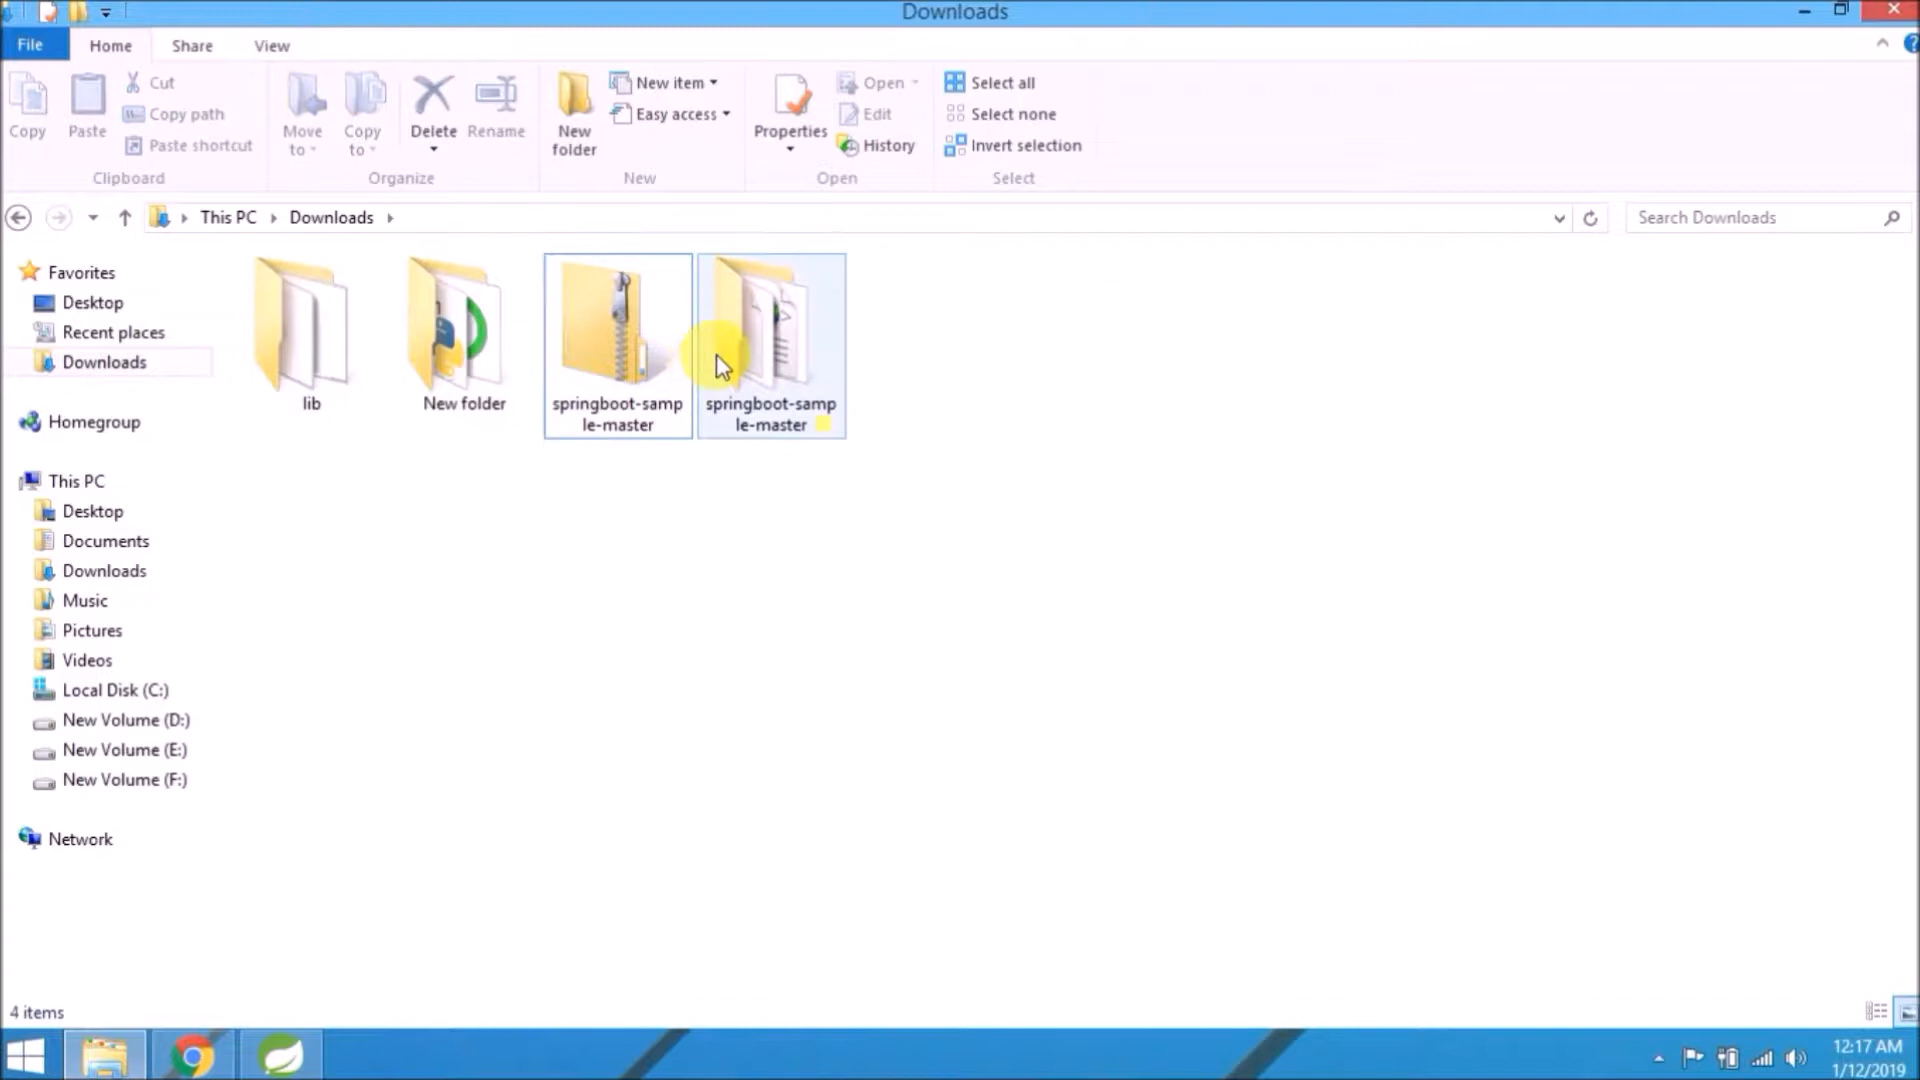 Downloads
File
Home
Share
View
Copy
Paste
Cut
Copy path
Paste shortcut
Clipboard
Move
to
Copy
to
Delete
Rename
Organize
New
folder
New item
Easy access
New
Properties
Open
Edit
History
Open
Select all
Select none
Invert selection
Select
This PC
Downloads
Search Downloads
Favorites
Desktop
Recent places
Downloads
Homegroup
This PC
Desktop
Documents
Downloads
Music
Pictures
Videos
Local Disk (C:)
New Volume (D:)
New Volume (E:)
New Volume (F:)
Network
lib
New folder
springboot-samp
le-master
springboot-samp
le-master
4 items
12:17 AM
1/12/2019